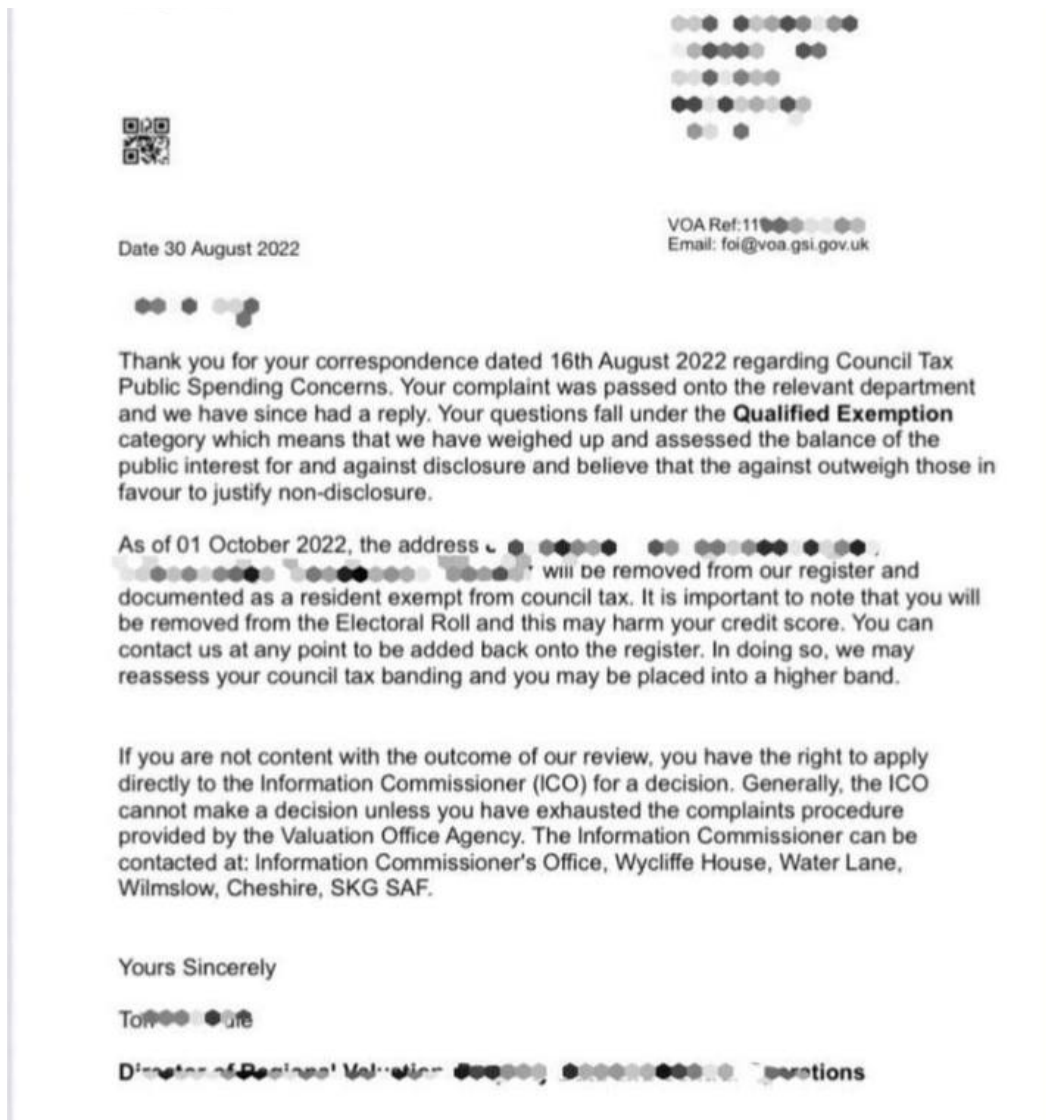 VOA Ref:11
Email: foi@voa.gsi.gov.uk
Date 30 August 2022
Thank you for your correspondence dated 16th August 2022 regarding Council Tax
Public Spending Concerns. Your complaint was passed onto the relevant department
and we have since had a reply. Your questions fall under the Qualified Exemption
category which means that we have weighed up and assessed the balance of the
public interest for and against disclosure and believe that the against outweigh those in
favour to justify non-disclosure.
As of 01 October 2022, the address
will be removed from our register and
documented as a resident exempt from council tax. It is important to note that you will
be removed from the Electoral Roll and this may harm your credit score. You can
contact us at any point to be added back onto the register. In doing so, we may
reassess your council tax banding and you may be placed into a higher band.
If you are not content with the outcome of our review, you have the right to apply
directly to the Information Commissioner (ICO) for a decision. Generally, the ICO
cannot make a decision unless you have exhausted the complaints procedure
provided by the Valuation Office Agency. The Information Commissioner can be
contacted at: Information Commissioner's Office, Wycliffe House, Water Lane,
Wilmslow, Cheshire, SKG SAF.
Yours Sincerely